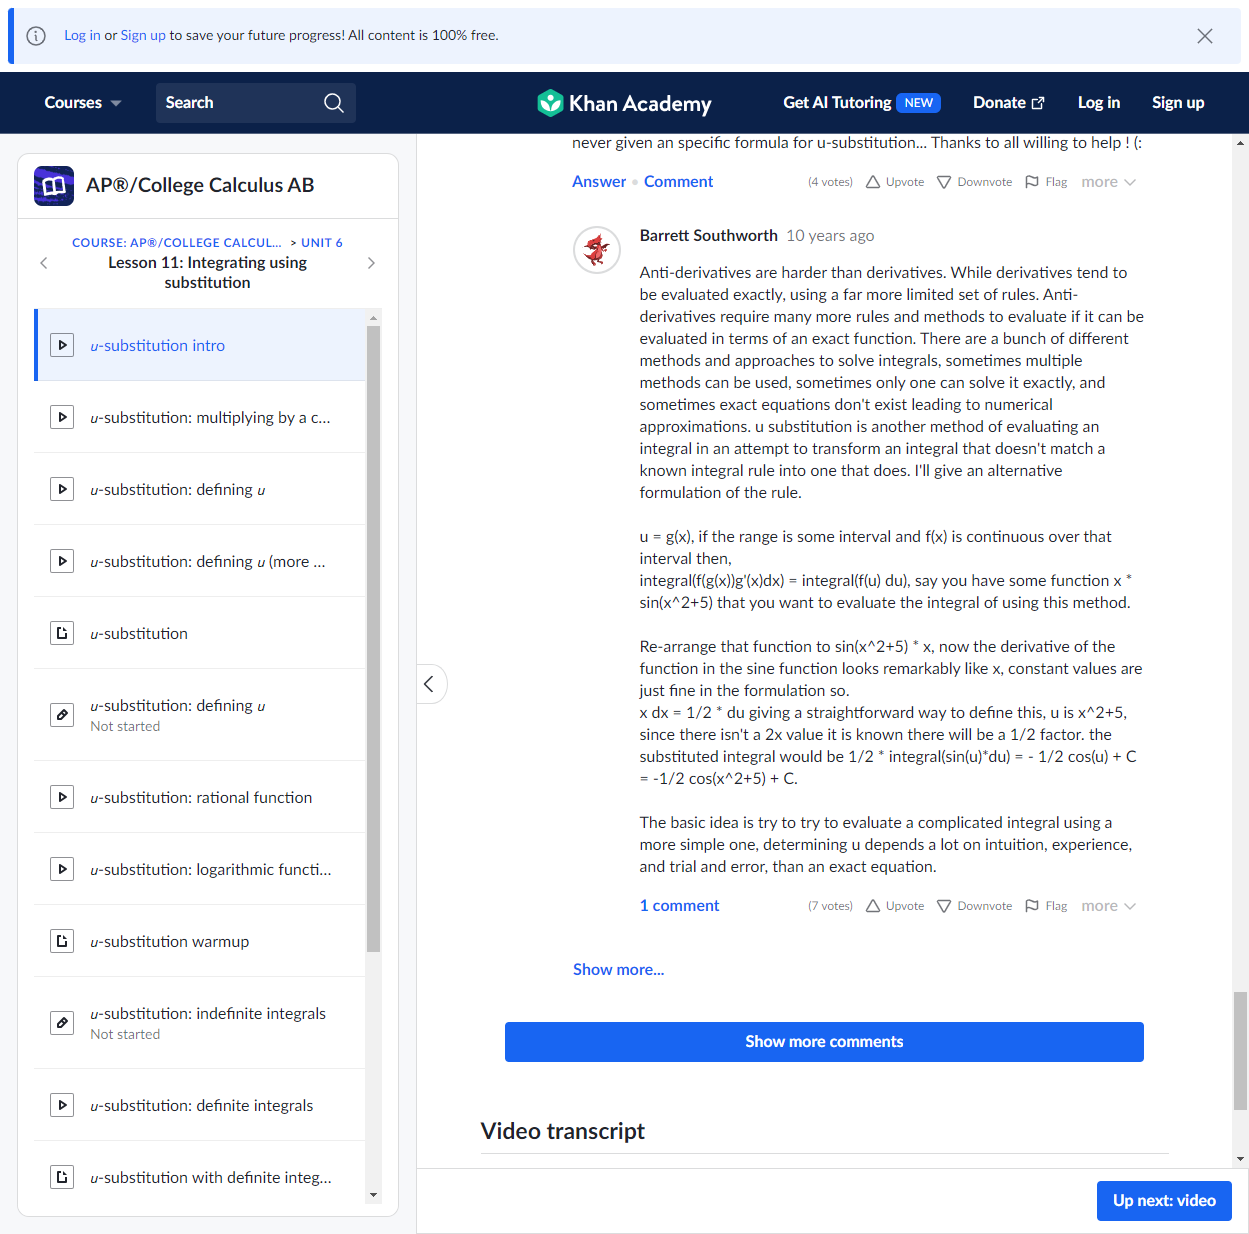 Log in or Sign up to save your future progress! All content is 100% free.
Courses
Search
Khan Academy
Get AI Tutoring NEW
Donate
Log in
Sign up
AP®/College Calculus AB
COURSE: AP®/COLLEGE CALCUL... > UNIT 6
Lesson 11: Integrating using
substitution
u-substitution intro
u-substitution: multiplying by a c...
u-substitution: defining u
u-substitution: defining u (more ...
u-substitution
u-substitution: defining u
Not started
u-substitution: rational function
u-substitution: logarithmic functi...
u-substitution warmup
u-substitution: indefinite integrals
Not started
u-substitution: definite integrals
u-substitution with definite integ...
never given an specific formula for u-substitution... Thanks to all willing to help ! (:
Answer • Comment (4 votes) Upvote Downvote Flag more
Barrett Southworth 10 years ago
Anti-derivatives are harder than derivatives. While derivatives tend to
be evaluated exactly, using a far more limited set of rules. Anti-
derivatives require many more rules and methods to evaluate if it can be
evaluated in terms of an exact function. There are a bunch of different
methods and approaches to solve integrals, sometimes multiple
methods can be used, sometimes only one can solve it exactly, and
sometimes exact equations don't exist leading to numerical
approximations. u substitution is another method of evaluating an
integral in an attempt to transform an integral that doesn't match a
known integral rule into one that does. I'll give an alternative
formulation of the rule.
u = g(x), if the range is some interval and f(x) is continuous over that
interval then,
integral(f(g(x))g'(x)dx) = integral(f(u) du), say you have some function x *
sin(x^2+5) that you want to evaluate the integral of using this method.
Re-arrange that function to sin(x^2+5) * x, now the derivative of the
function in the sine function looks remarkably like x, constant values are
just fine in the formulation so.
x dx = 1/2 * du giving a straightforward way to define this, u is x^2+5,
since there isn't a 2x value it is known there will be a 1/2 factor. the
substituted integral would be 1/2 * integral(sin(u)*du) = - 1/2 cos(u) + C
= -1/2 cos(x^2+5) + C.
The basic idea is try to try to evaluate a complicated integral using a
more simple one, determining u depends a lot on intuition, experience,
and trial and error, than an exact equation.
1 comment (7 votes) Upvote Downvote Flag more
Show more...
Show more comments
Video transcript
Up next: video